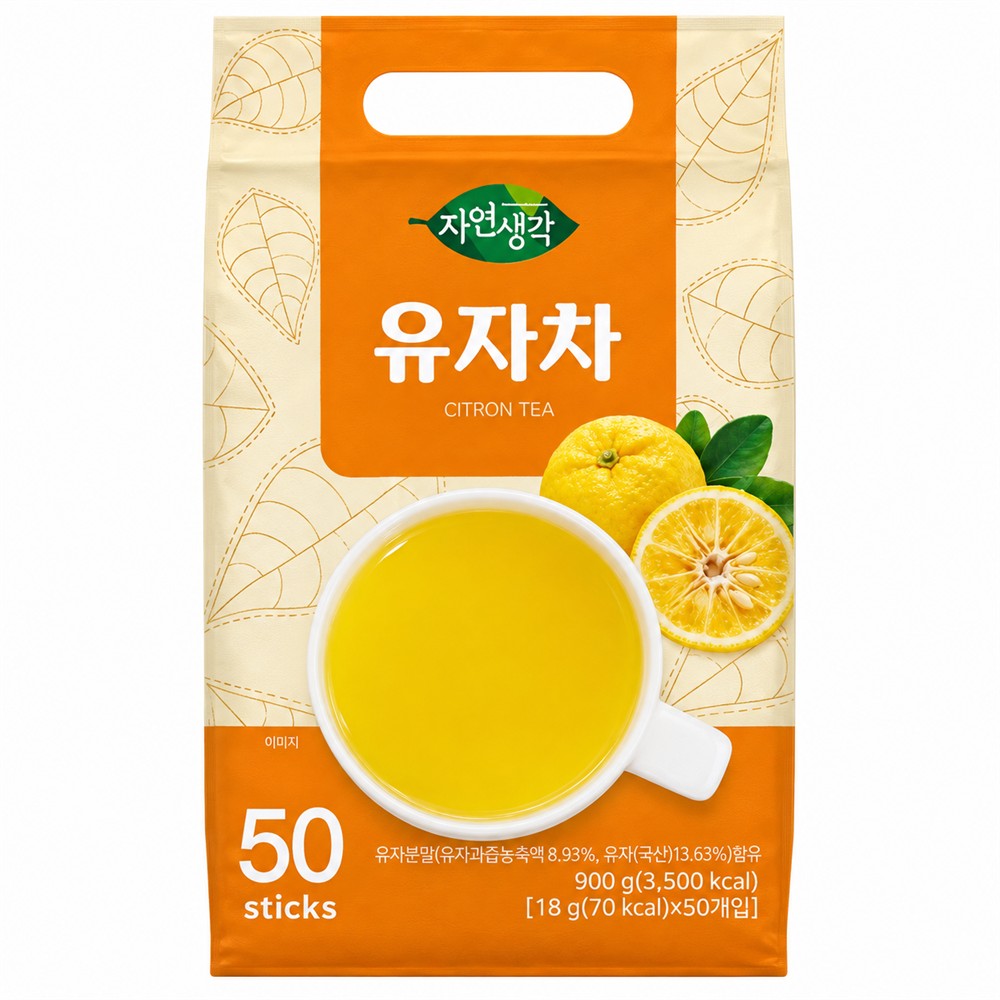 자연생각
유자차
CITRON TEA
이미지
50
sticks
유자분말(유자과즙농축액 8.93%, 유자(국산)13.63%)함유
900 g(3,500 kcal)
[18 g(70 kcal)×50개입]